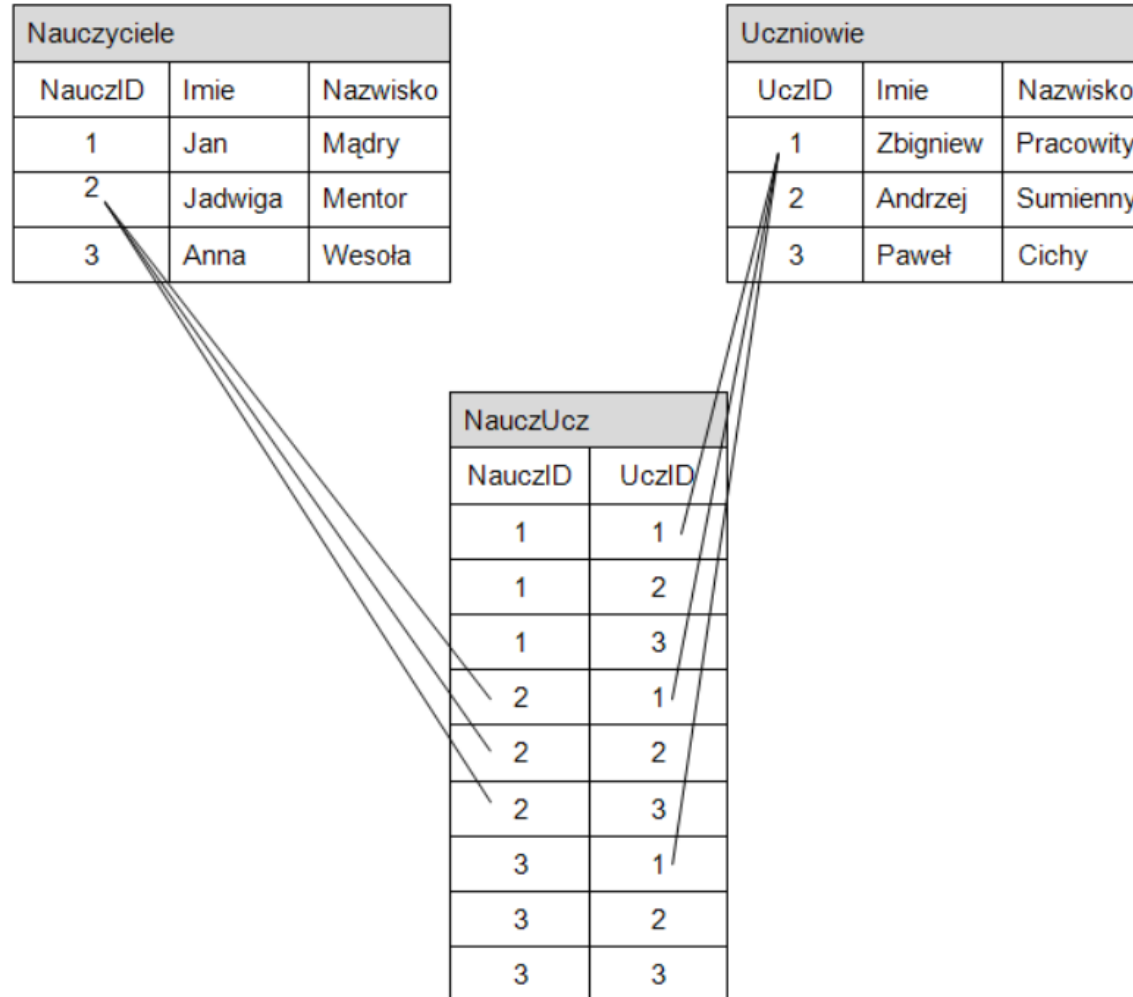 Nauczyciele
NauczID Imie Nazwisko
1 Jan Mądry
2 Jadwiga Mentor
3 Anna Wesoła
Uczniowie
UczID Imie Nazwisko
1 Zbigniew Pracowity
2 Andrzej Sumienny
3 Paweł Cichy
NauczUcz
NauczID UczID
1 1
1 2
1 3
2 1
2 2
2 3
3 1
3 2
3 3